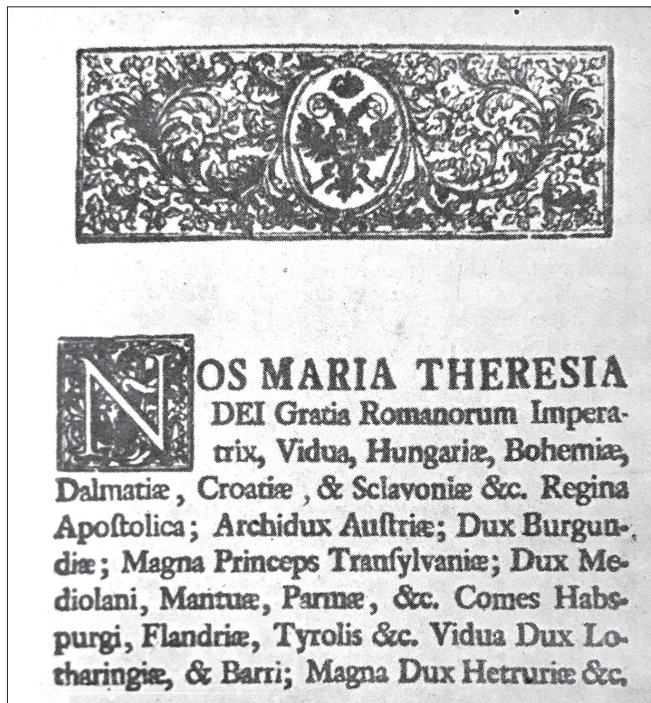 NOS MARIA THERESIA
DEI Gratia Romanorum Impera-
trix, Vidua, Hungariæ, Bohemiæ,
Dalmatiæ, Croatiæ, & Sclavoniæ &c. Regina
Apoſtolica; Archidux Auſtriæ; Dux Burgun-
diæ; Magna Princeps Tranſylvaniæ; Dux Me-
diolani, Mantuæ, Parmæ, &c. Comes Habs-
purgi, Flandriæ, Tyrolis &c. Vidua Dux Lo-
tharingiæ, & Barri; Magna Dux Hetruriæ &c.